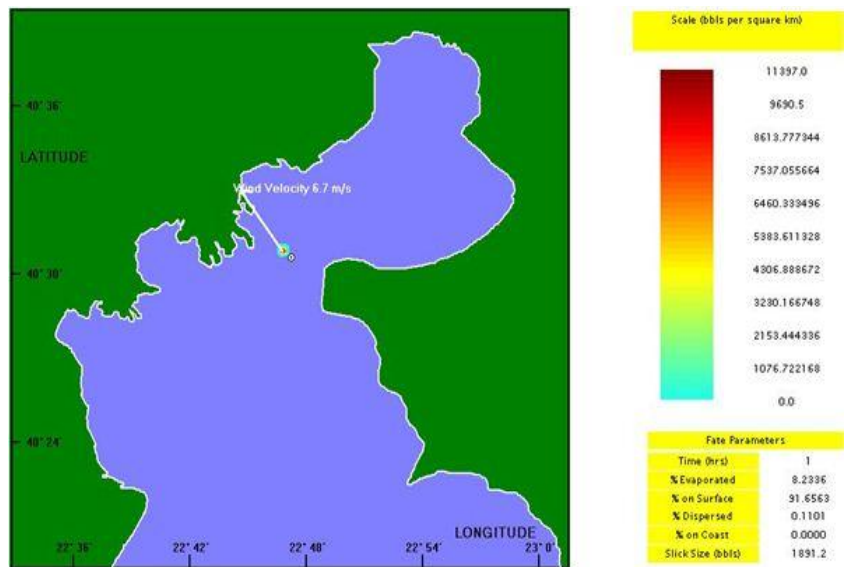 Scale (bbls per square km)
11397.0
9690.5
8613.777344
7537.055664
6460.333496
5383.611328
4306.888672
3230.166748
2153.444336
1076.722168
0.0
40° 36'
LATITUDE
Wind Velocity 6.7 m/s
40° 30'
40° 24'
LONGITUDE
22° 36' 22° 42' 22° 48' 22° 54' 23° 0'
Fate Parameters
Time (hrs) 1
% Evaporated 8.2336
% on Surface 91.6563
% Dispersed 0.1101
% on Coast 0.0000
Slick Size (bbls) 1891.2